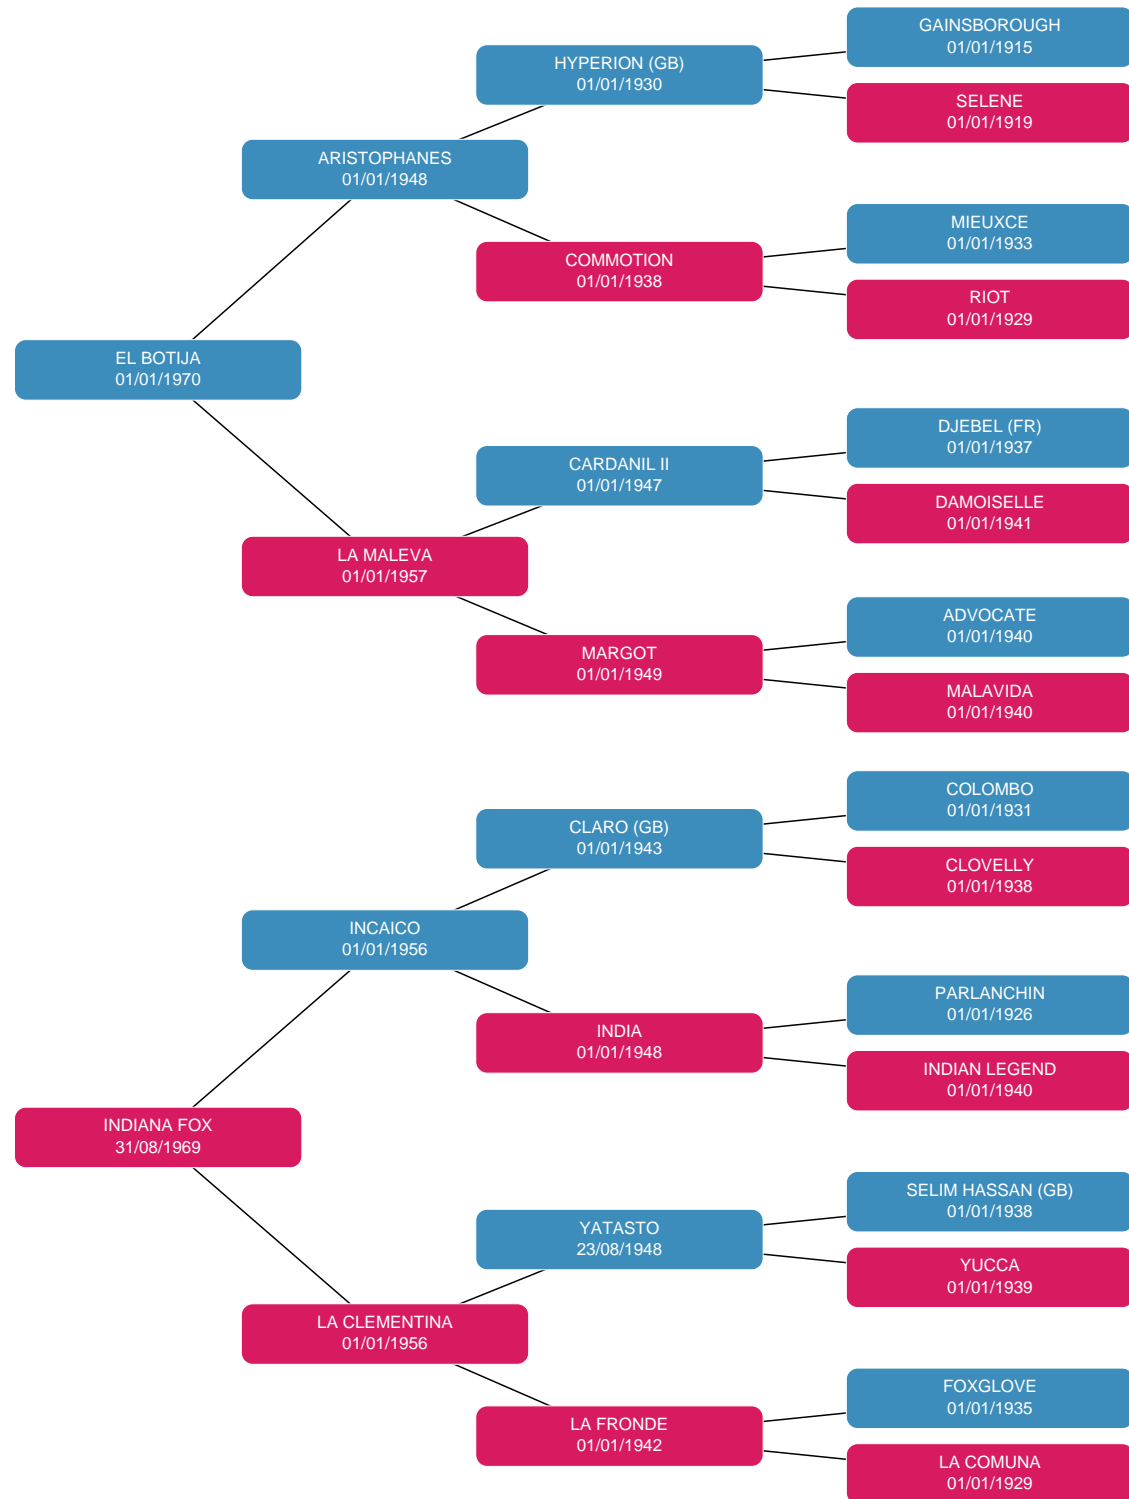 GAINSBOROUGH
01/01/1915
HYPERION (GB)
01/01/1930
SELENE
01/01/1919
ARISTOPHANES
01/01/1948
MIEUXCE
01/01/1933
COMMOTION
01/01/1938
RIOT
01/01/1929
EL BOTIJA
01/01/1970
DJEBEL (FR)
01/01/1937
CARDANIL II
01/01/1947
DAMOISELLE
01/01/1941
LA MALEVA
01/01/1957
ADVOCATE
01/01/1940
MARGOT
01/01/1949
MALAVIDA
01/01/1940
COLOMBO
01/01/1931
CLARO (GB)
01/01/1943
CLOVELLY
01/01/1938
INCAICO
01/01/1956
PARLANCHIN
01/01/1926
INDIA
01/01/1948
INDIAN LEGEND
01/01/1940
INDIANA FOX
31/08/1969
SELIM HASSAN (GB)
01/01/1938
YATASTO
23/08/1948
YUCCA
01/01/1939
LA CLEMENTINA
01/01/1956
FOXGLOVE
01/01/1935
LA FRONDE
01/01/1942
LA COMUNA
01/01/1929